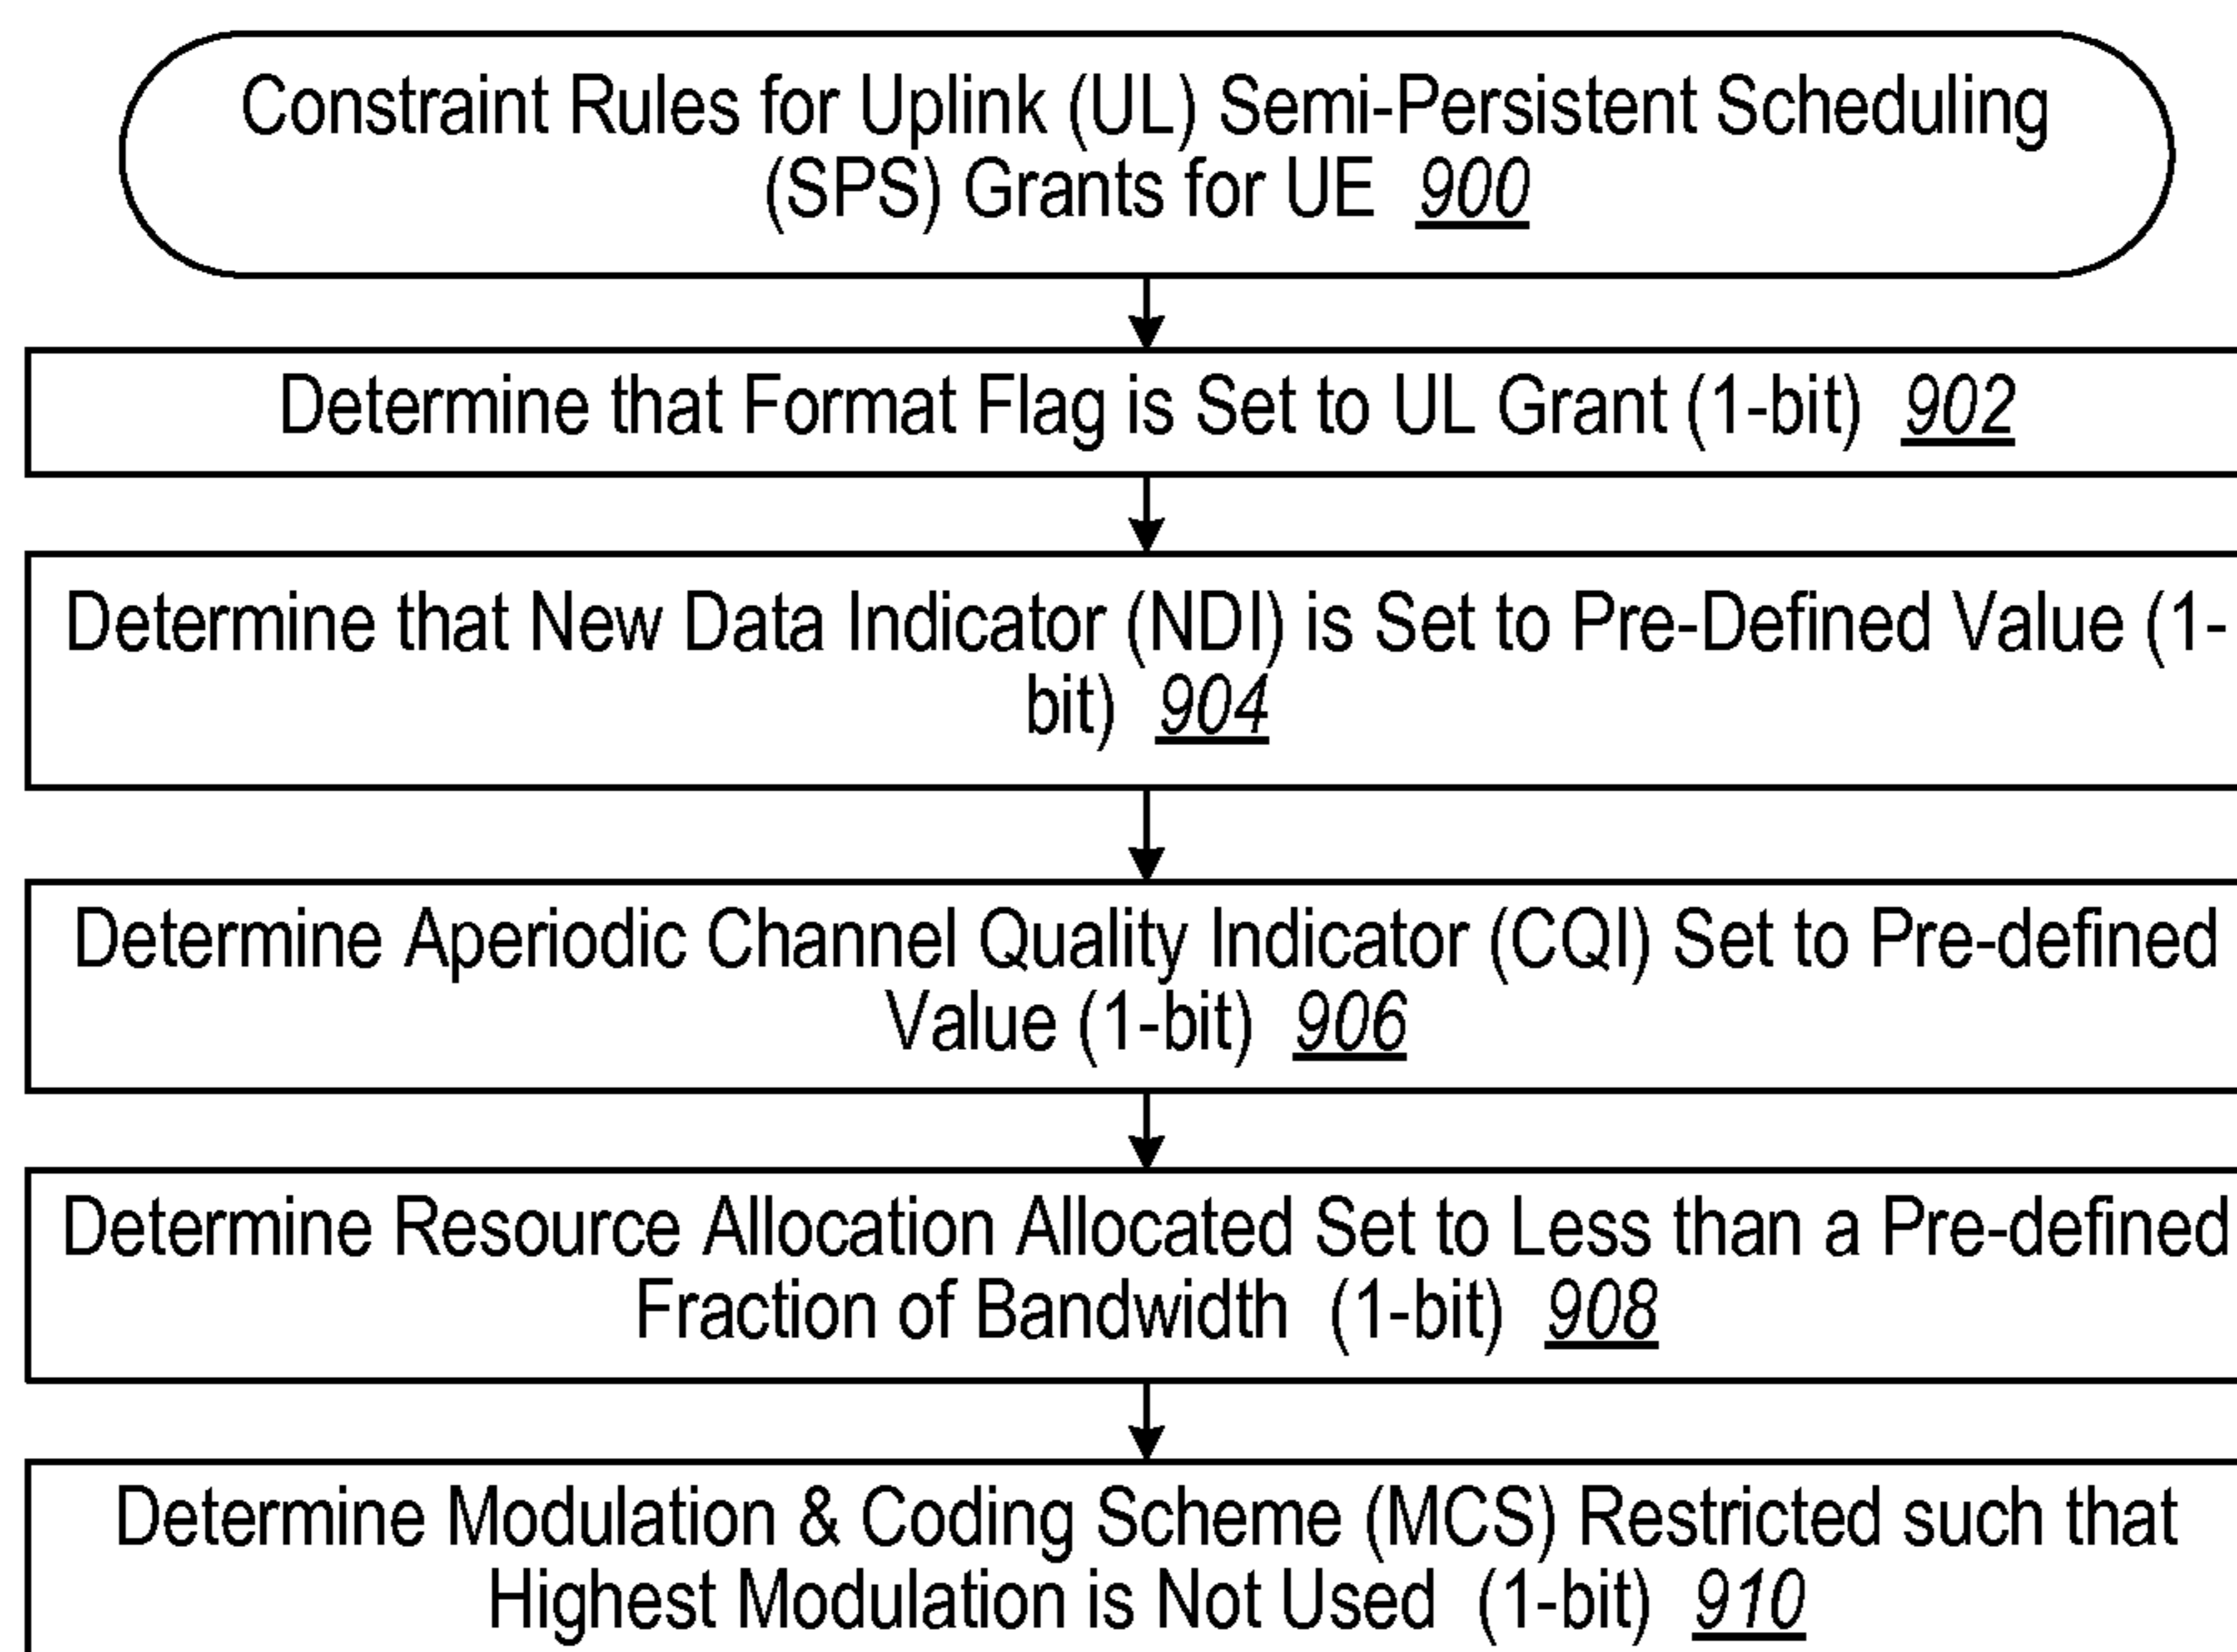 Constraint Rules for Uplink (UL) Semi-Persistent Scheduling
(SPS) Grants for UE 900
Determine that Format Flag is Set to UL Grant (1-bit) 902
Determine that New Data Indicator (NDI) is Set to Pre-Defined Value (1-
bit) 904
Determine Aperiodic Channel Quality Indicator (CQI) Set to Pre-defined
Value (1-bit) 906
Determine Resource Allocation Allocated Set to Less than a Pre-defined
Fraction of Bandwidth (1-bit) 908
Determine Modulation & Coding Scheme (MCS) Restricted such that
Highest Modulation is Not Used (1-bit) 910